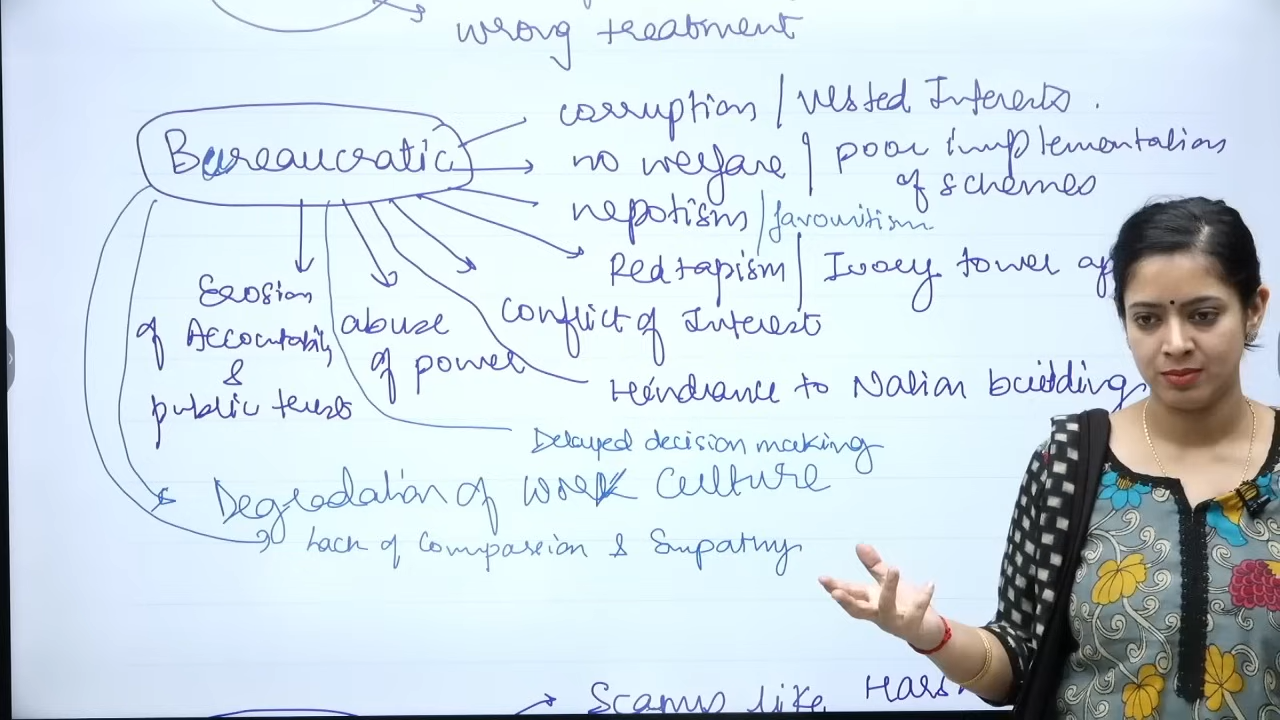 wrong treatment
Bureaucratic
corruption / vested Interests.
no welfare / poor implementation
of schemes
nepotism / favouritism
Redtapism / Ivory tower ap
Erosion
of Accountability
&
public trust
abuse
of power
conflict of Interest
Hindrance to Nation building
Delayed decision making
Degradation of work culture
Lack of Compassion & Empathy
Scams like Hars